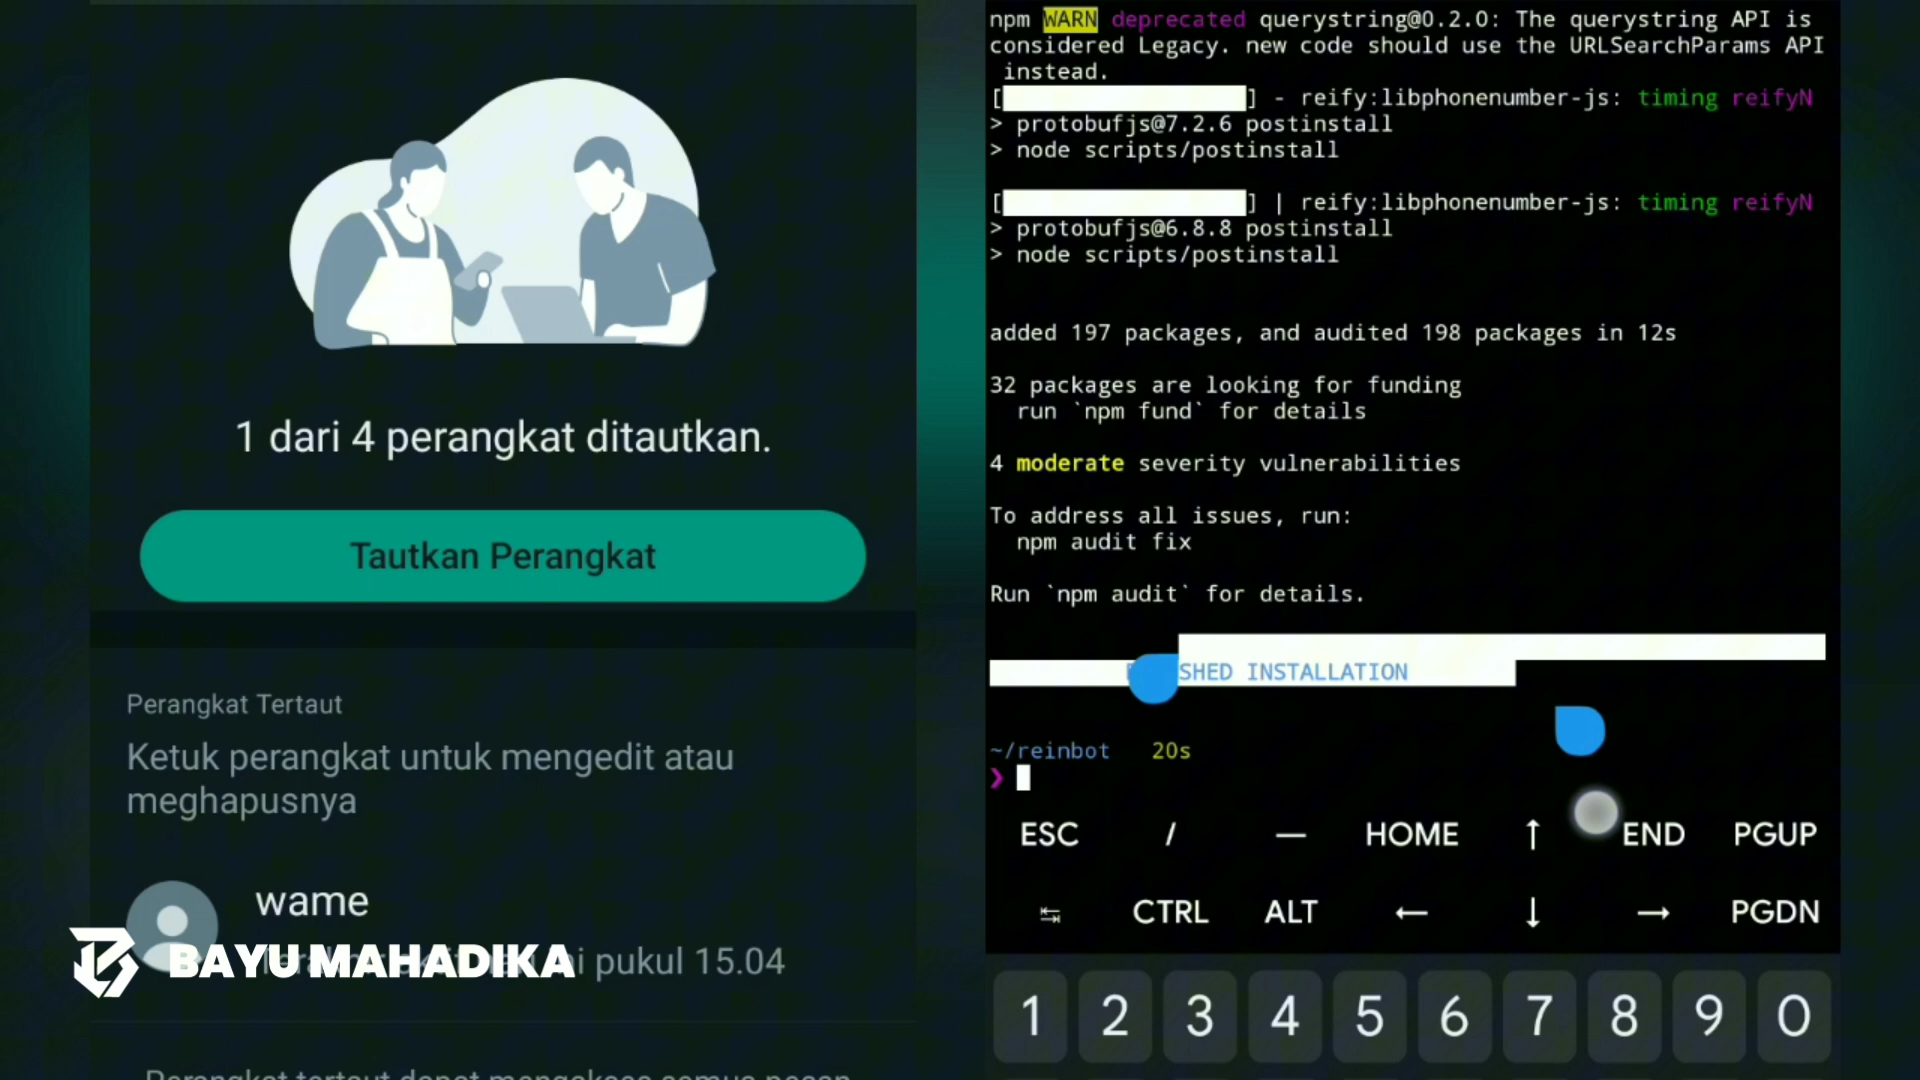 1 dari 4 perangkat ditautkan.
Tautkan Perangkat
Perangkat Tertaut
Ketuk perangkat untuk mengedit atau
meghapusnya
wame
pukul 15.04
BAYU MAHADIKA
Perangkat tertaut dapat mengakses semua pesan
npm WARN deprecated querystring@0.2.0: The querystring API is
considered Legacy. new code should use the URLSearchParams API
instead.
[ ] - reify:libphonenumber-js: timing reifyN
> protobufjs@7.2.6 postinstall
> node scripts/postinstall
[ ] | reify:libphonenumber-js: timing reifyN
> protobufjs@6.8.8 postinstall
> node scripts/postinstall
added 197 packages, and audited 198 packages in 12s
32 packages are looking for funding
run `npm fund` for details
4 moderate severity vulnerabilities
To address all issues, run:
npm audit fix
Run `npm audit` for details.
SHED INSTALLATION
~/reinbot 20s
❯
ESC / — HOME ↑ END PGUP
↹ CTRL ALT ← ↓ → PGDN
1 2 3 4 5 6 7 8 9 0